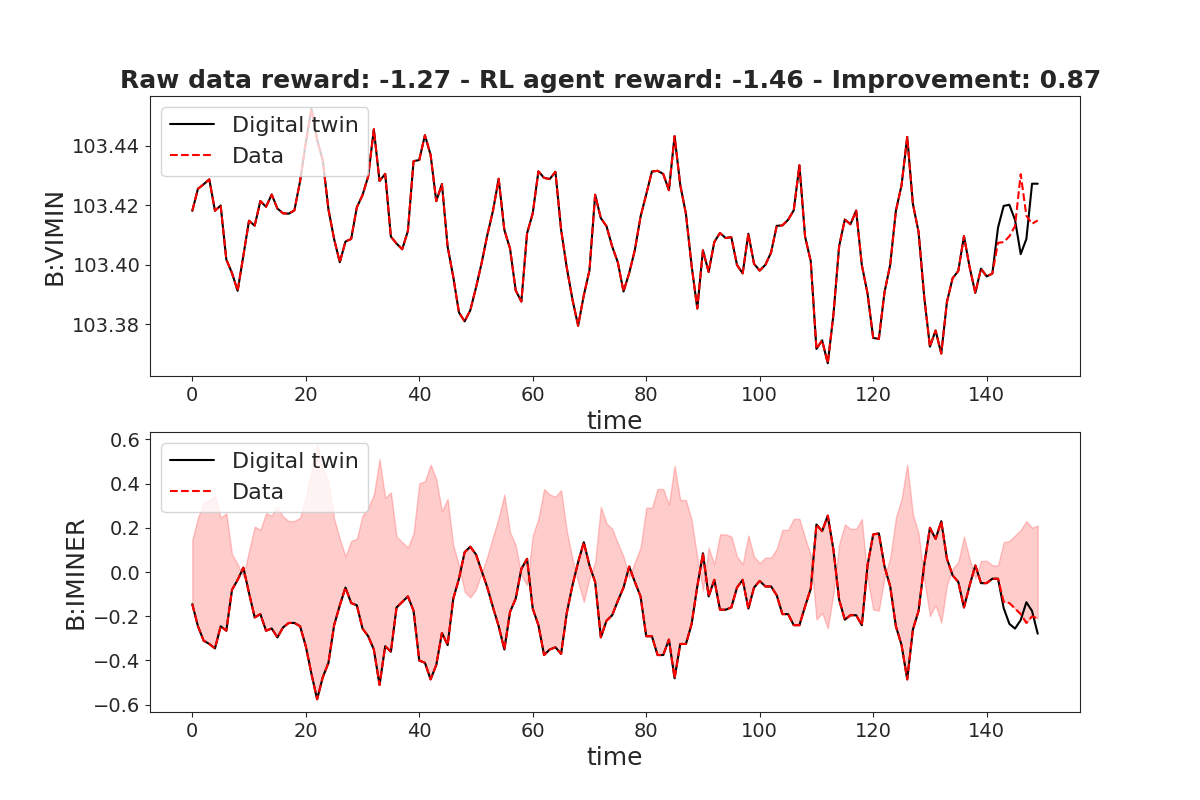 Raw data reward: -1.27 - RL agent reward: -1.46 - Improvement: 0.87
B:VIMIN
103.44
103.42
103.40
103.38
Digital twin
Data
0 20 40 60 80 100 120 140
time
B:IMINER
0.6
0.4
0.2
0.0
−0.2
−0.4
−0.6
Digital twin
Data
0 20 40 60 80 100 120 140
time